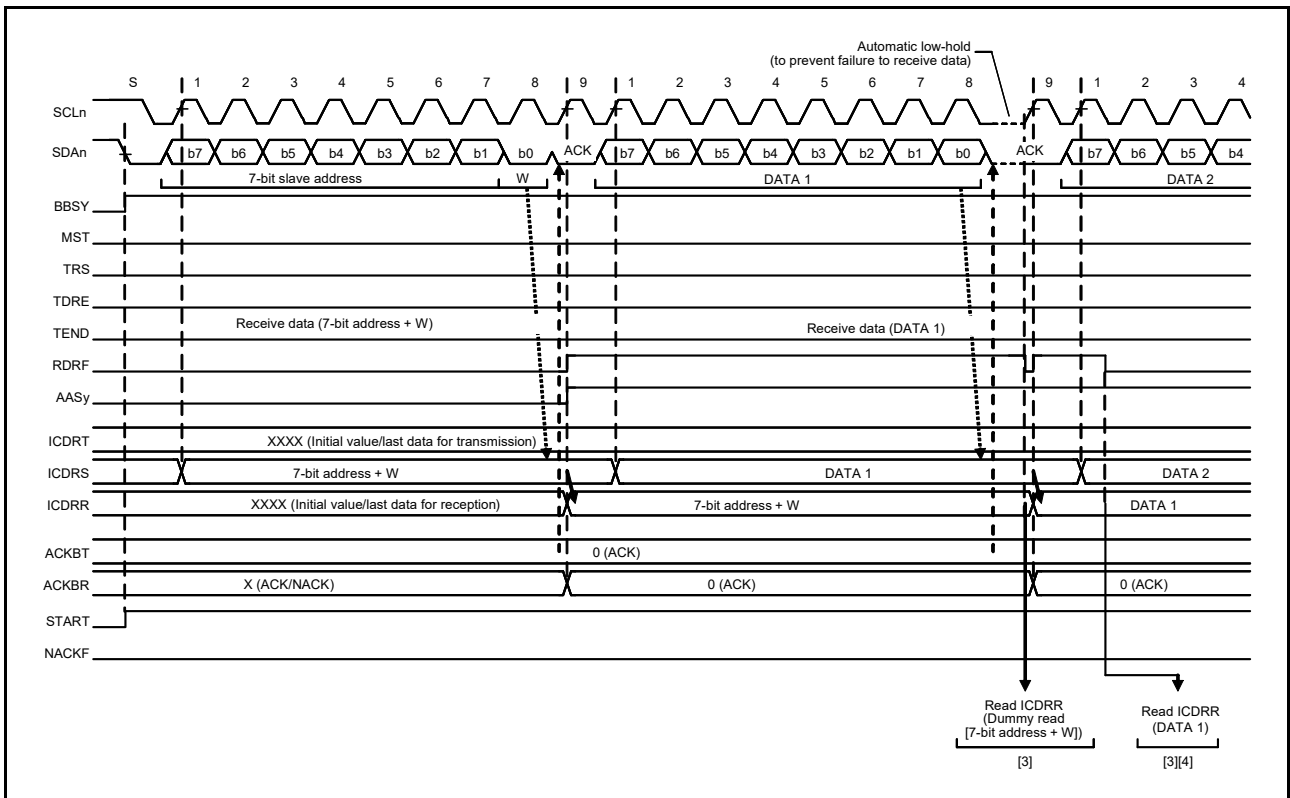 Automatic low-hold
(to prevent failure to receive data)
S 1 2 3 4 5 6 7 8 9 1 2 3 4 5 6 7 8 9 1 2 3 4
SCLn
SDAn b7 b6 b5 b4 b3 b2 b1 b0 ACK b7 b6 b5 b4 b3 b2 b1 b0 ACK b7 b6 b5 b4
7-bit slave address W DATA 1 DATA 2
BBSY
MST
TRS
TDRE
Receive data (7-bit address + W) Receive data (DATA 1)
TEND
RDRF
AASy
ICDRT XXXX (Initial value/last data for transmission)
ICDRS 7-bit address + W DATA 1 DATA 2
ICDRR XXXX (Initial value/last data for reception) 7-bit address + W DATA 1
ACKBT 0 (ACK)
ACKBR X (ACK/NACK) 0 (ACK) 0 (ACK)
START
NACKF
Read ICDRR
(Dummy read
[7-bit address + W])
[3]
Read ICDRR
(DATA 1)
[3][4]